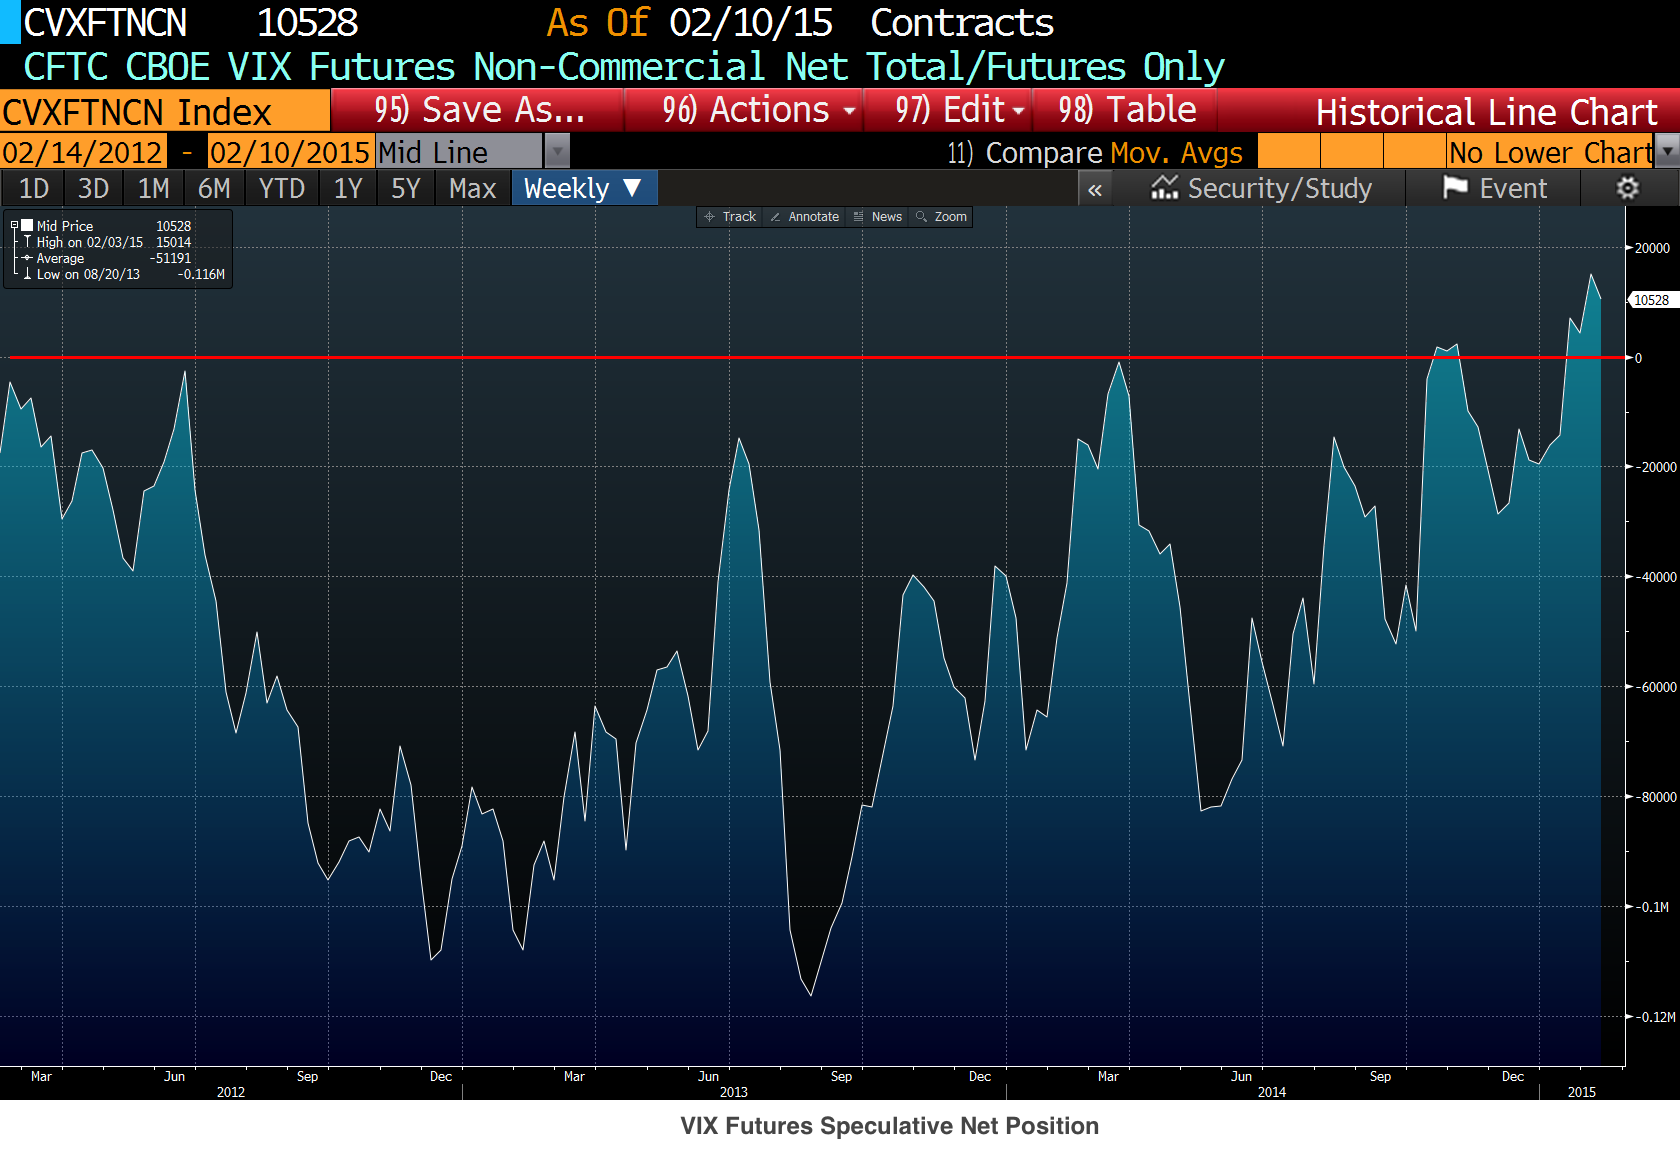 CVXFTNCN 10528 As Of 02/10/15 Contracts
CFTC CBOE VIX Futures Non-Commercial Net Total/Futures Only
CVXFTNCN Index 95) Save As... 96) Actions 97) Edit 98) Table Historical Line Chart
02/14/2012 - 02/10/2015 Mid Line 11) Compare Mov. Avgs No Lower Chart
1D 3D 1M 6M YTD 1Y 5Y Max Weekly ▼ « Security/Study Event
Track Annotate News Zoom
Mid Price 10528
High on 02/03/15 15014
Average -51191
Low on 08/20/13 -0.116M
20000
10528
0
-20000
-40000
-60000
-80000
-0.1M
-0.12M
Mar Jun Sep Dec Mar Jun Sep Dec Mar Jun Sep Dec
2012 2013 2014 2015
VIX Futures Speculative Net Position